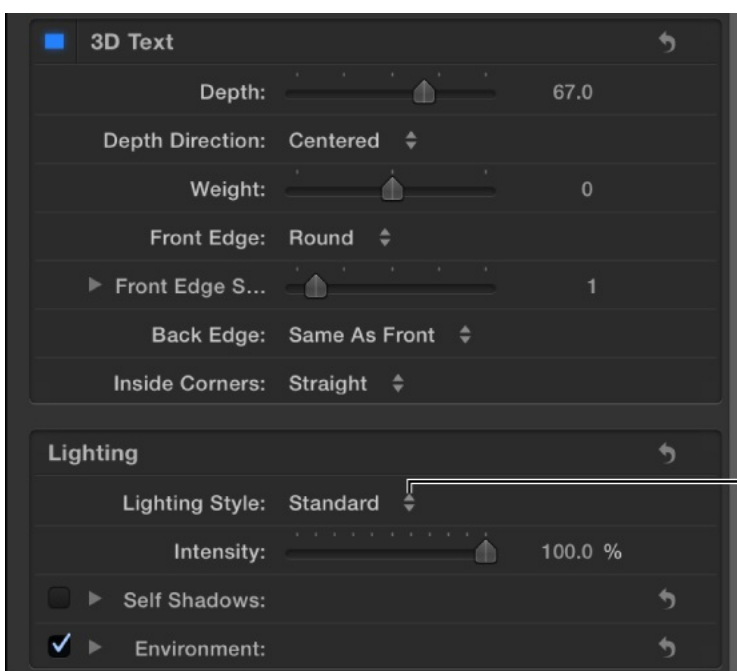 3D Text
Depth: 67.0
Depth Direction: Centered
Weight: 0
Front Edge: Round
Front Edge S... 1
Back Edge: Same As Front
Inside Corners: Straight
Lighting
Lighting Style: Standard
Intensity: 100.0 %
Self Shadows:
Environment: